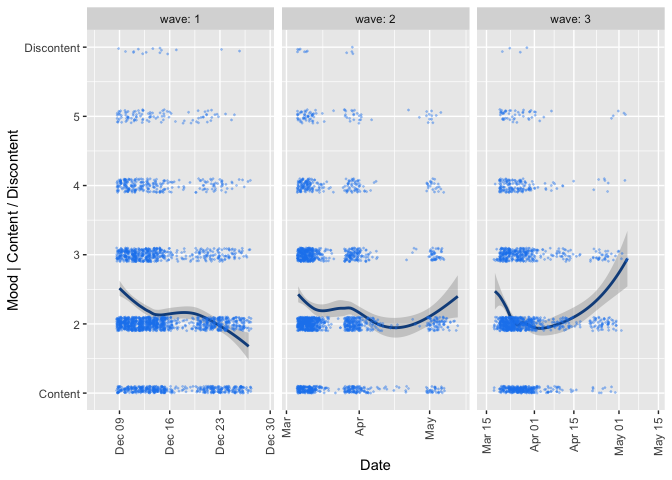 wave: 1
wave: 2
wave: 3
Mood | Content / Discontent
Discontent
5
4
3
2
Content
Dec 09
Dec 16
Dec 23
Dec 30
Mar
Apr
May
Mar 15
Apr 01
Apr 15
May 01
May 15
Date